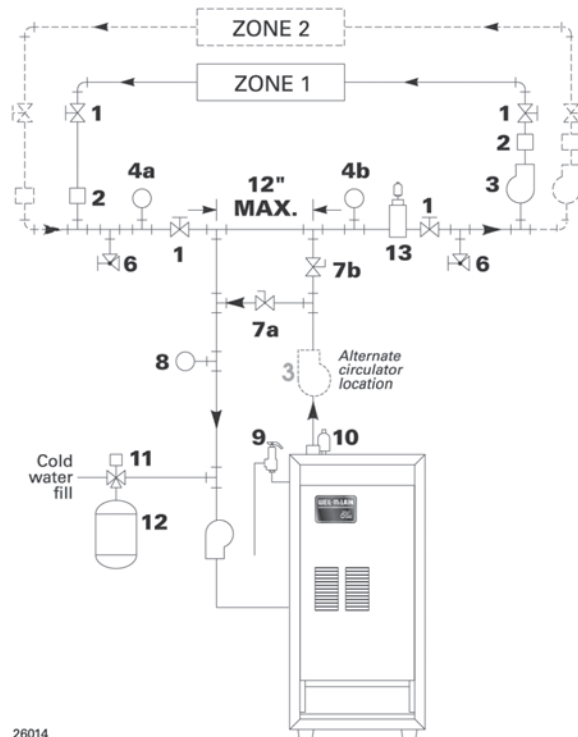 ZONE 2
ZONE 1
1
1
2
2
3
4a
4b
12"
MAX.
6
1
13
1
6
7b
7a
8
3
Alternate
circulator
location
9
10
11
Cold
water
fill
12
26014